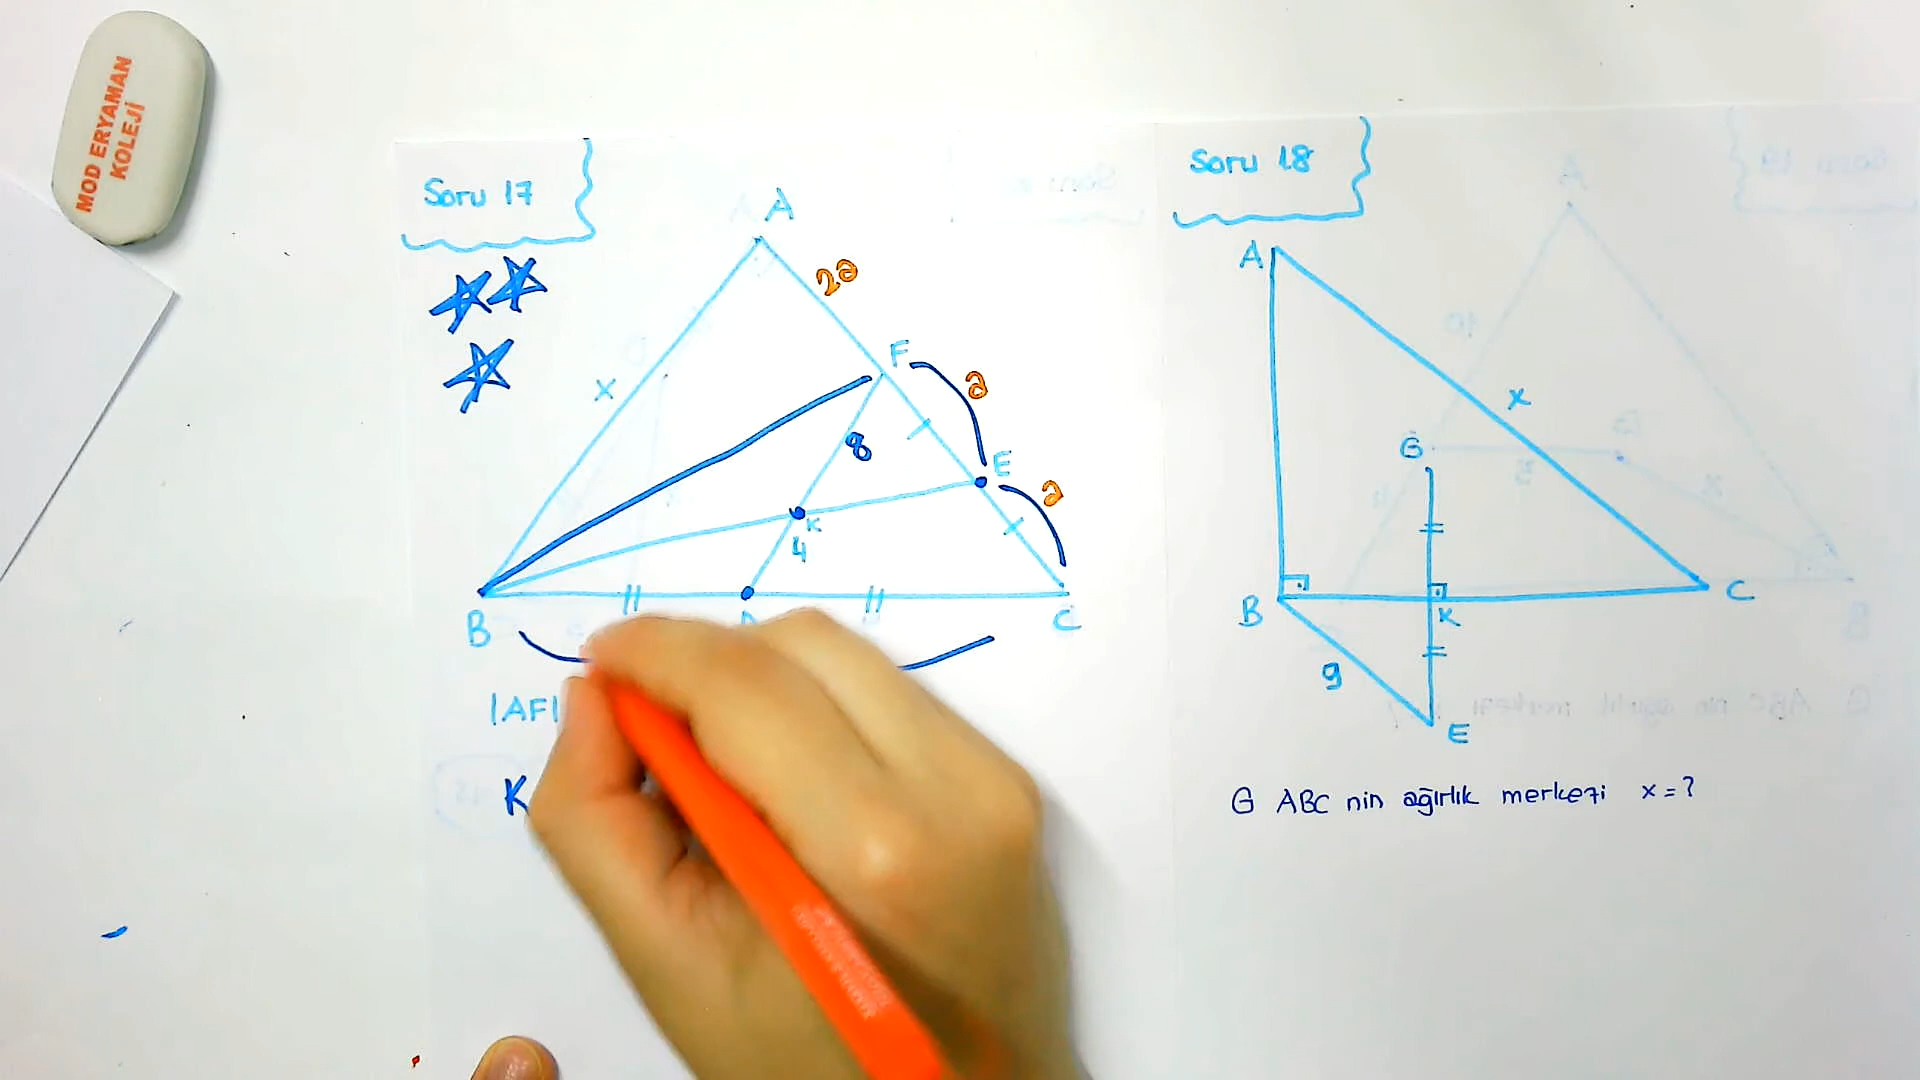 MOD ERYAMAN
KOLEJİ
Soru 17
A
2a
x
F
a
8
E
a
K
4
B
C
|AF|
K
Soru 18
A
x
G
B
K
C
9
E
G ABC nin ağırlık merkezi x = ?